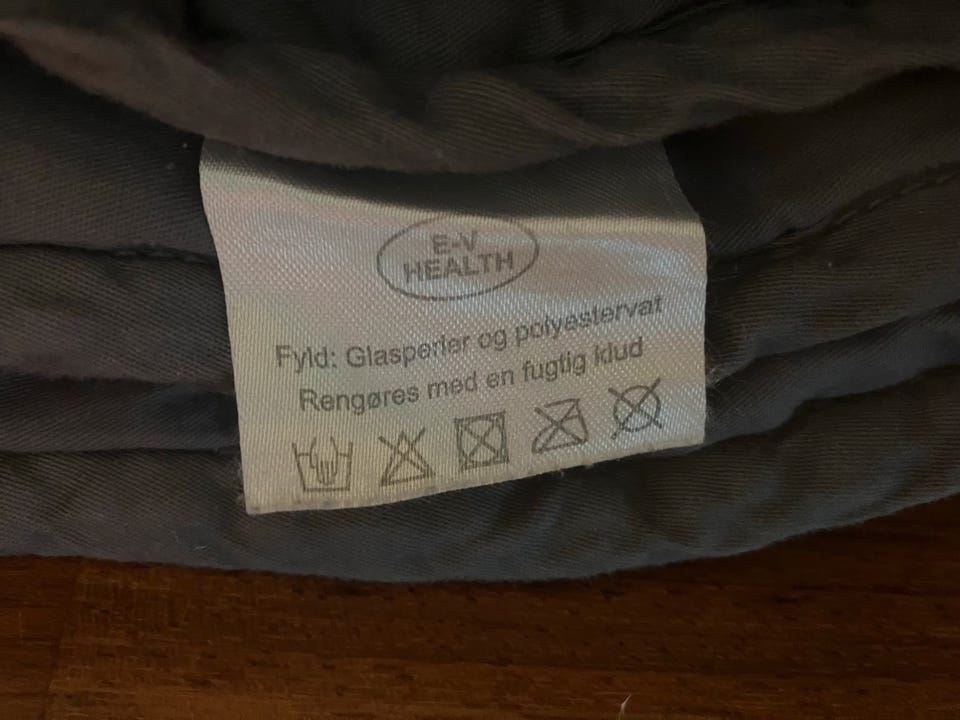 E-V
HEALTH
Fyld: Glasperler og polyestervat
Rengøres med en fugtig klud